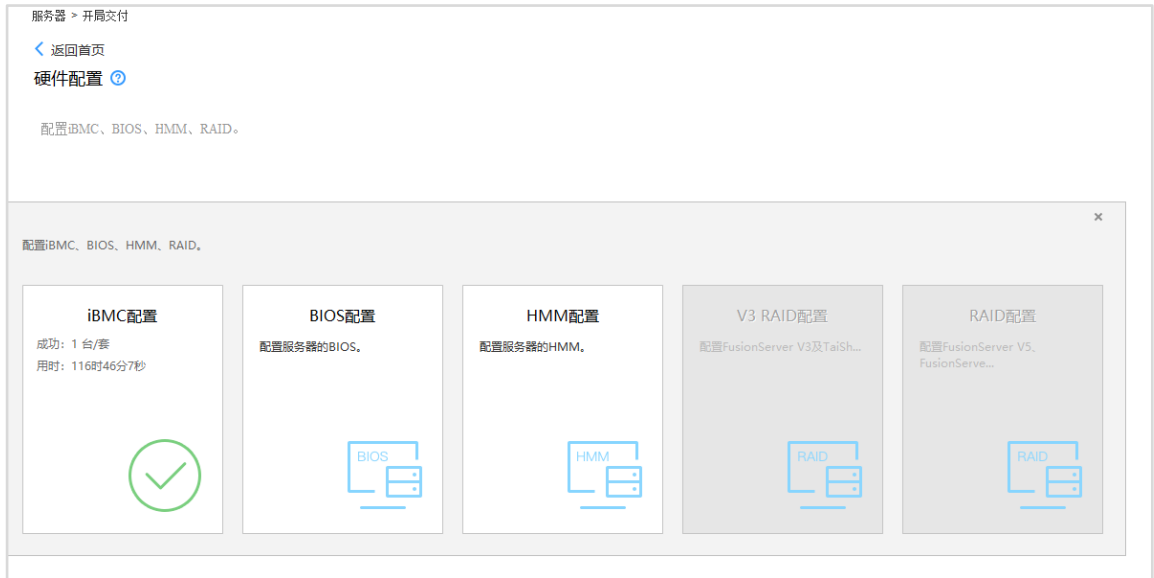 服务器 > 开局交付
返回首页
硬件配置 ?
配置iBMC、BIOS、HMM、RAID。
×
配置iBMC、BIOS、HMM、RAID。
iBMC配置
成功：1 台/套
用时：116时46分7秒
BIOS配置
配置服务器的BIOS。
BIOS
HMM配置
配置服务器的HMM。
HMM
V3 RAID配置
配置FusionServer V3及TaiSh...
RAID
RAID配置
配置FusionServer V5、
FusionServe...
RAID